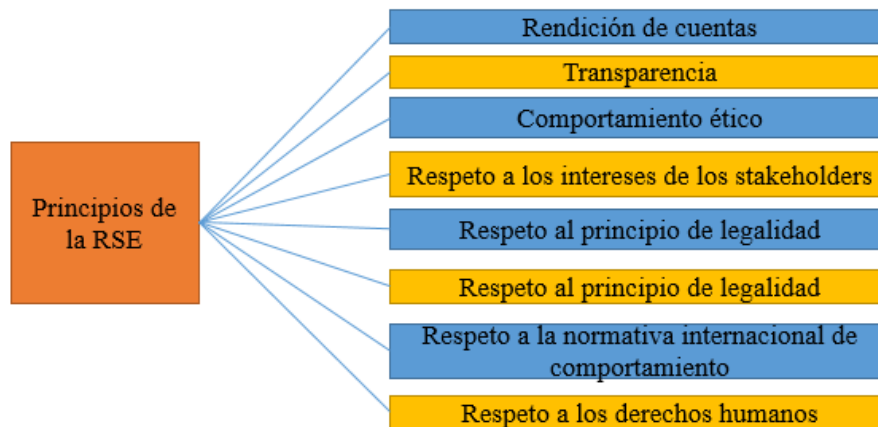 Rendición de cuentas
Transparencia
Comportamiento ético
Respeto a los intereses de los stakeholders
Principios de
la RSE
Respeto al principio de legalidad
Respeto al principio de legalidad
Respeto a la normativa internacional de
comportamiento
Respeto a los derechos humanos